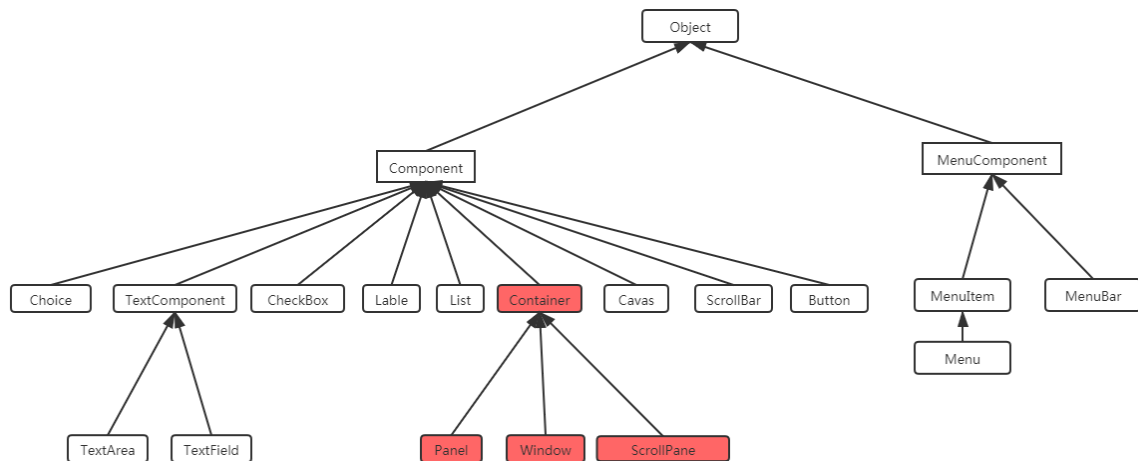 Object
Component
MenuComponent
Choice
TextComponent
CheckBox
Lable
List
Container
Cavas
ScrollBar
Button
MenuItem
MenuBar
Menu
TextArea
TextField
Panel
Window
ScrollPane